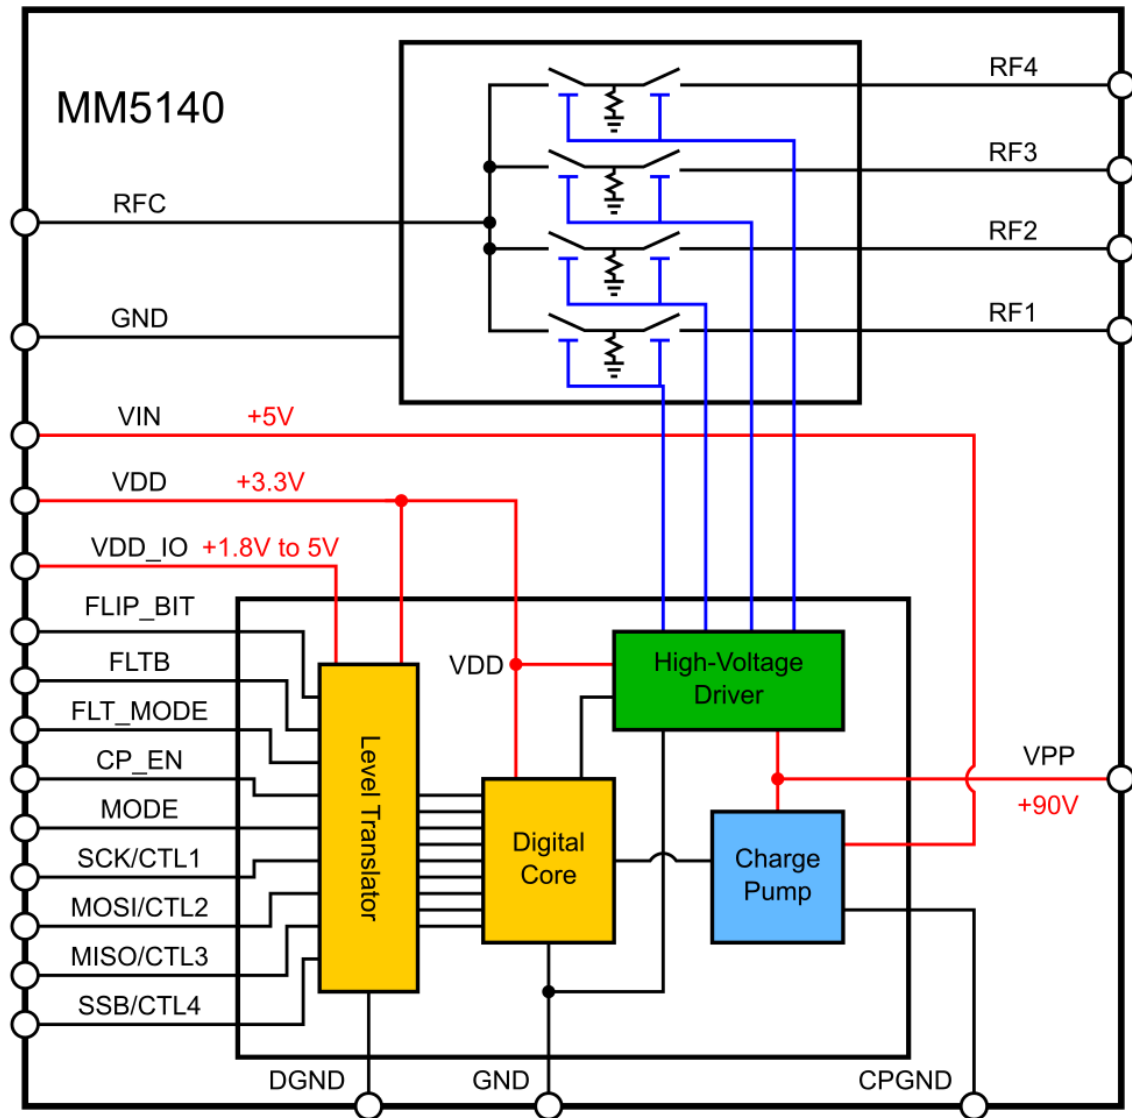 MM5140
RF4
RF3
RFC
RF2
GND
RF1
VIN +5V
VDD +3.3V
VDD_IO +1.8V to 5V
FLIP_BIT
FLTB
FLT_MODE
CP_EN
MODE
SCK/CTL1
MOSI/CTL2
MISO/CTL3
SSB/CTL4
Level Translator
VDD
High-Voltage
Driver
Digital
Core
Charge
Pump
VPP
+90V
DGND
GND
CPGND